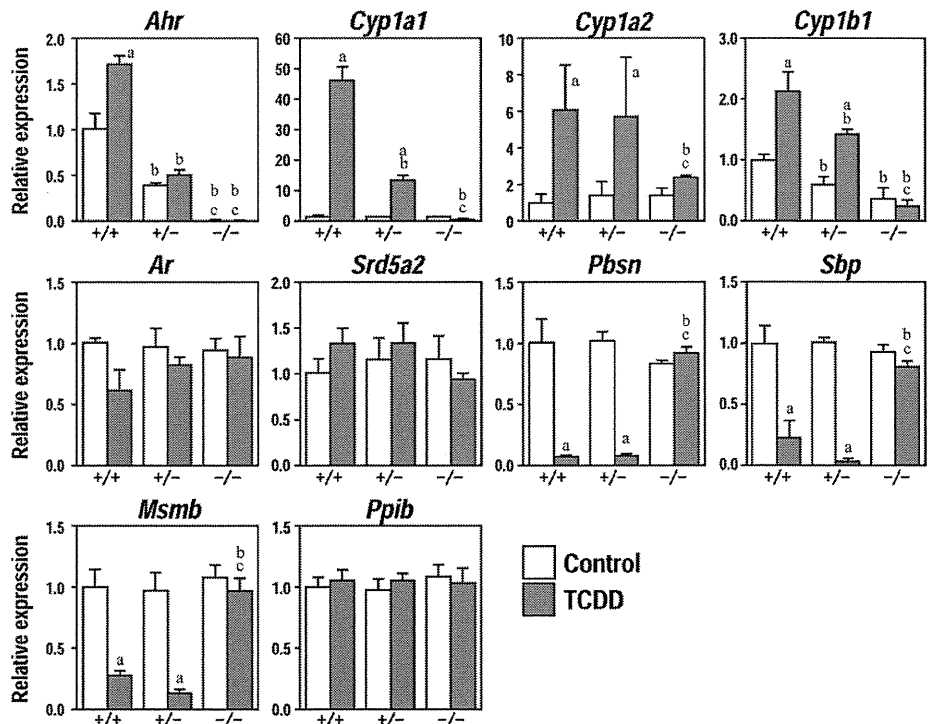 Ahr Cyp1a1 Cyp1a2 Cyp1b1
Relative expression
2.0
1.5
1.0
0.5
0.0
a
b b
b b
c c
+/+ +/− −/−
60
50
40
30
20
10
0
a
a
b
b
c
+/+ +/− −/−
10
8
6
4
2
0
a
a
b
c
+/+ +/− −/−
3.0
2.0
1.0
0.0
a
b
a
b
b b
c
+/+ +/− −/−
Ar Srd5a2 Pbsn Sbp
Relative expression
1.5
1.0
0.5
0.0
+/+ +/− −/−
2.0
1.5
1.0
0.5
0.0
+/+ +/− −/−
1.5
1.0
0.5
0.0
a
a
b
c
+/+ +/− −/−
1.5
1.0
0.5
0.0
a
a
b
c
+/+ +/− −/−
Msmb Ppib
Relative expression
1.5
1.0
0.5
0.0
a
a
b
c
+/+ +/− −/−
1.5
1.0
0.5
0.0
+/+ +/− −/−
Control
TCDD